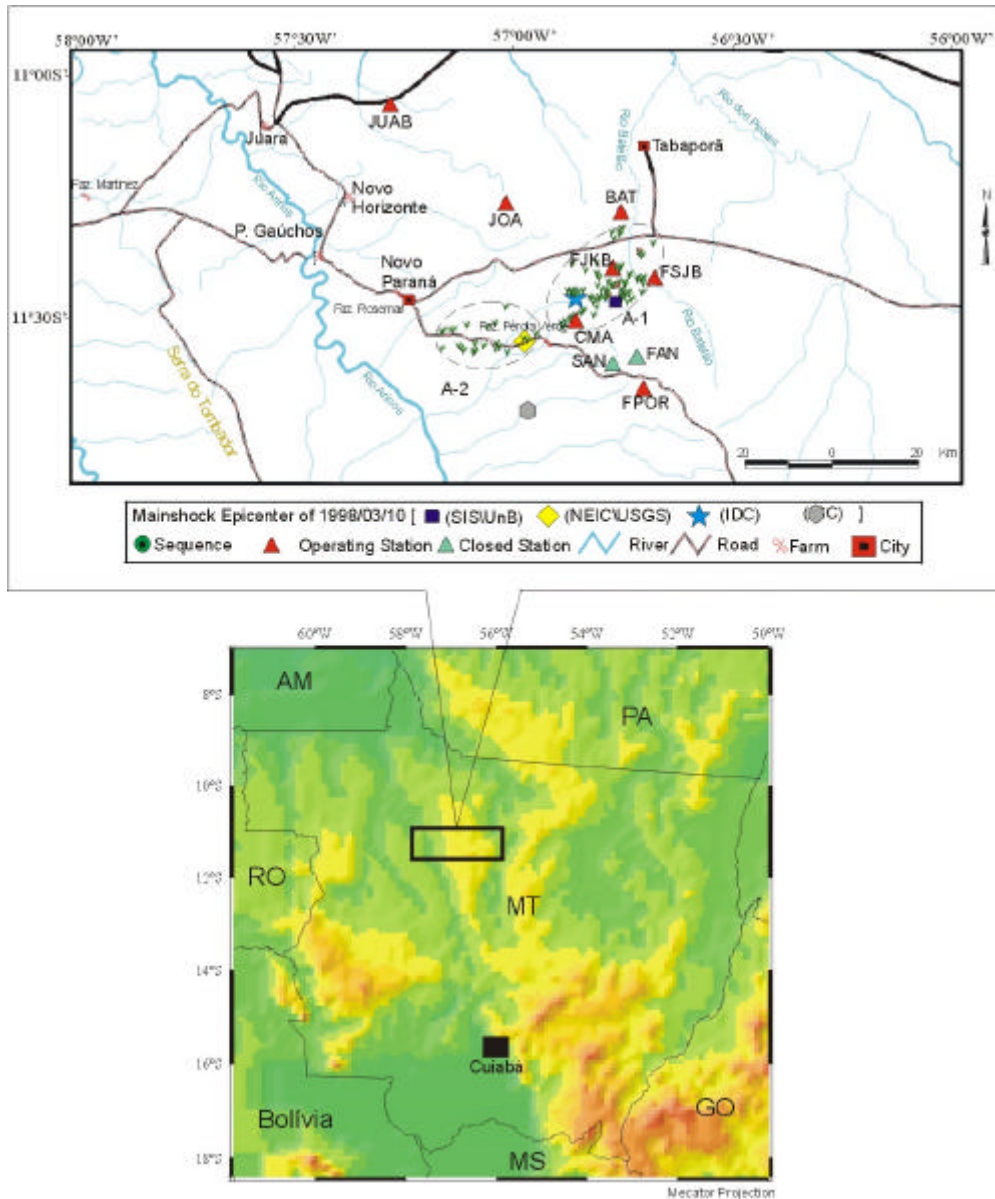 58°00'W 57°30'W 57°00'W 56°30'W 56°00'W
11°00'S
11°30'S
JUAB
Juara
Rio Batelão
Rio dos Peixes
Tabaporã
Faz. Martinez
Rio Arinos
Novo
Horizonte
JOA
BAT
N
P. Gaúchos
Novo
Paraná
FJKB
FSJB
Faz. Rosemar
A-1
CMA
Rio Batelão
SAN
FAN
A-2
FPOR
Serra do Tombador
Rio Arinos
20 0 20 Km
Mainshock Epicenter of 1998/03/10 [ (SIS\UnB) (NEIC\USGS) (IDC) ]
Sequence Operating Station Closed Station River Road Farm City
60°W 58°W 56°W 54°W 52°W 50°W
8°S
10°S
12°S
14°S
16°S
18°S
AM
PA
RO
MT
Cuiabá
GO
Bolívia
MS
Mecator Projection